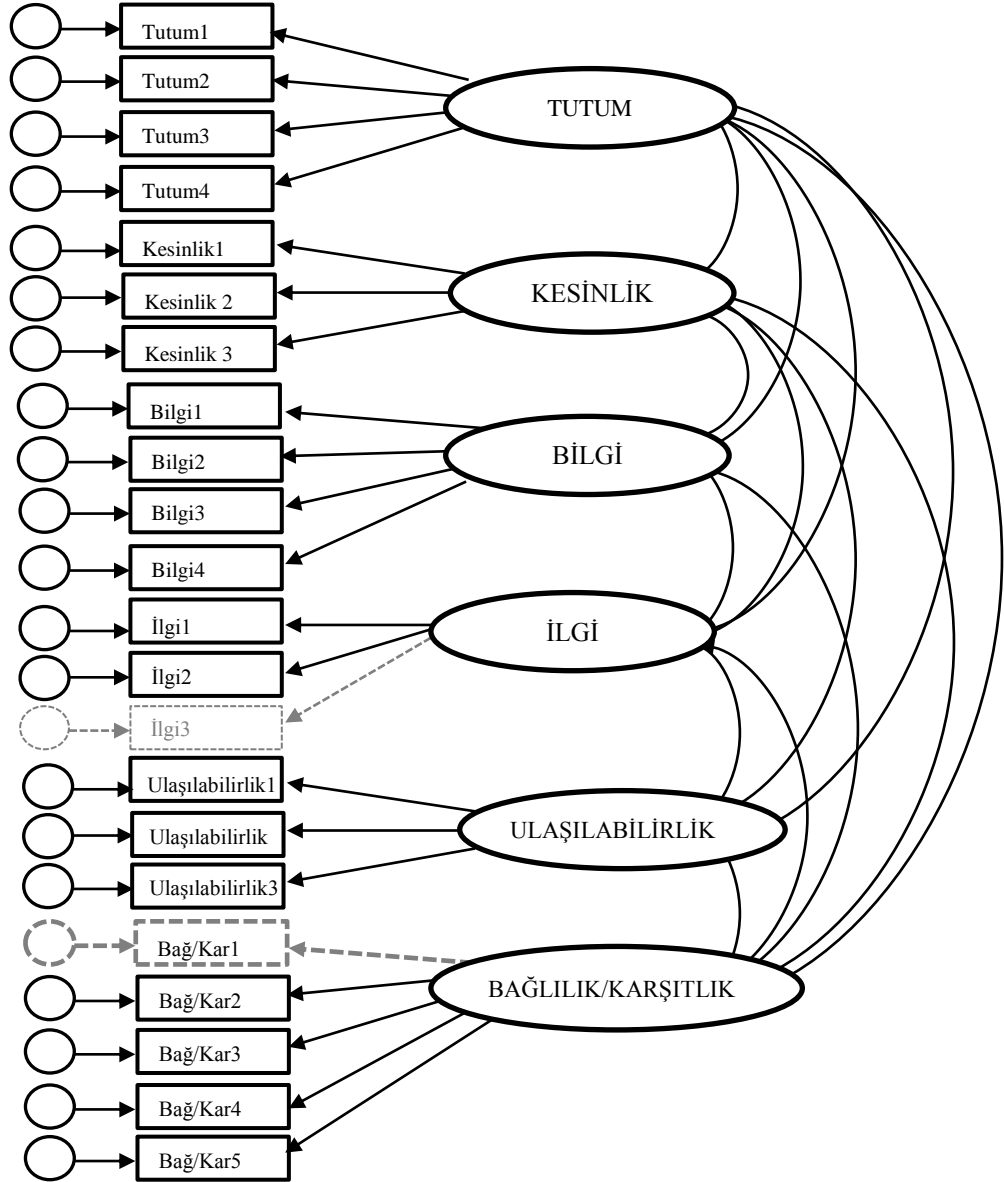 Tutum1
Tutum2
Tutum3
Tutum4
Kesinlik1
Kesinlik 2
Kesinlik 3
Bilgi1
Bilgi2
Bilgi3
Bilgi4
İlgi1
İlgi2
İlgi3
Ulaşılabilirlik1
Ulaşılabilirlik
Ulaşılabilirlik3
Bağ/Kar1
Bağ/Kar2
Bağ/Kar3
Bağ/Kar4
Bağ/Kar5
TUTUM
KESİNLİK
BİLGİ
İLGİ
ULAŞILABİLİRLİK
BAĞLILIK/KARŞITLIK